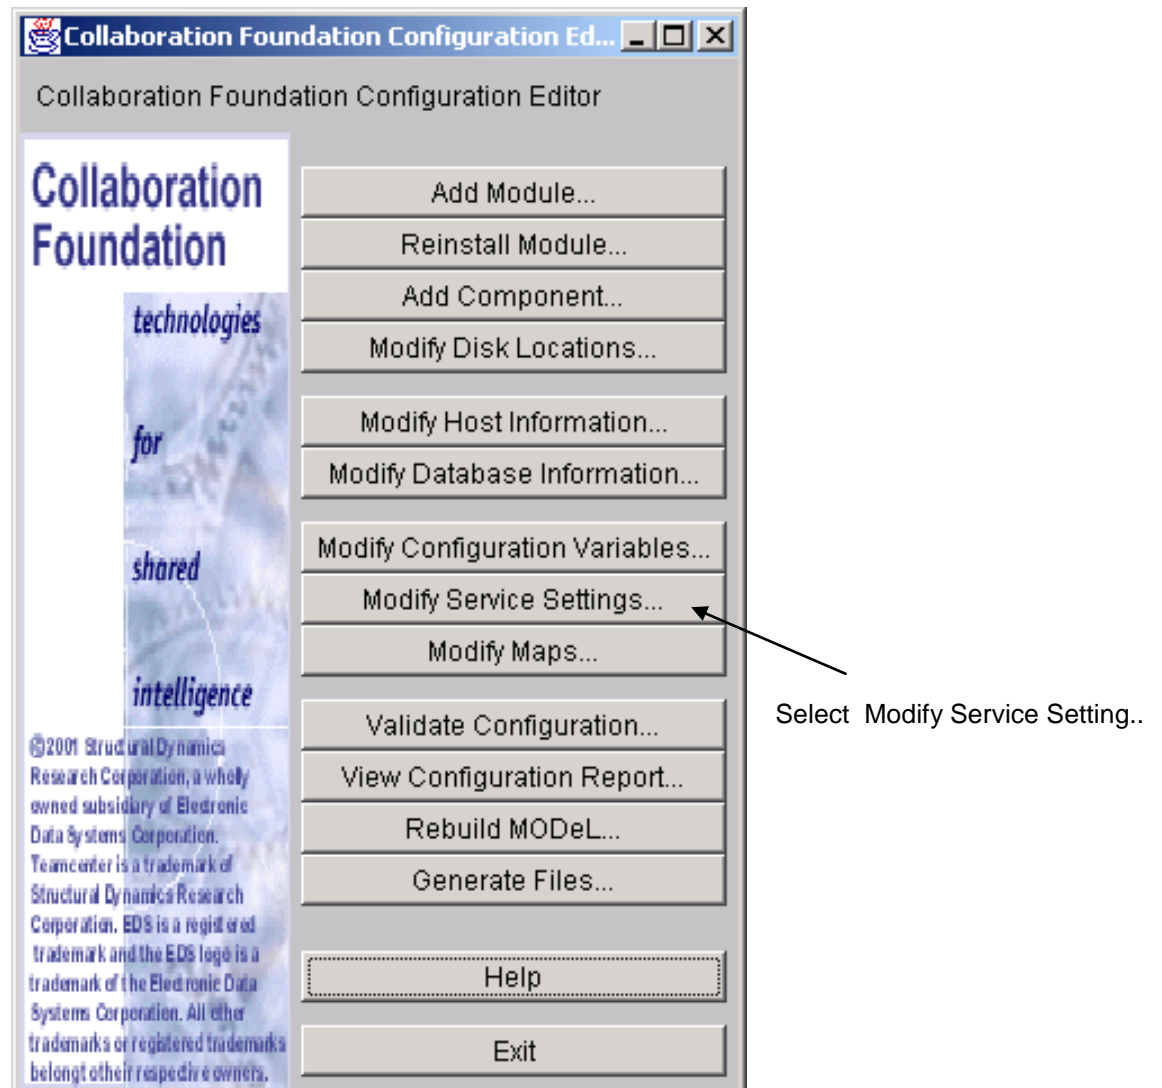 Collaboration Foundation Configuration Ed...
Collaboration Foundation Configuration Editor
Collaboration
Foundation
technologies
for
shared
intelligence
©2001 Structural Dynamics
Research Corporation, a wholly
owned subsidiary of Electronic
Data Systems Corporation.
Teamcenter is a trademark of
Structural Dynamics Research
Corporation. EDS is a registered
trademark and the EDS logo is a
trademark of the Electronic Data
Systems Corporation. All other
trademarks or registered trademarks
belongt otheir respective owners.
Add Module...
Reinstall Module...
Add Component...
Modify Disk Locations...
Modify Host Information...
Modify Database Information...
Modify Configuration Variables...
Modify Service Settings...
Modify Maps...
Validate Configuration...
View Configuration Report...
Rebuild MODeL...
Generate Files...
Help
Exit
Select Modify Service Setting..